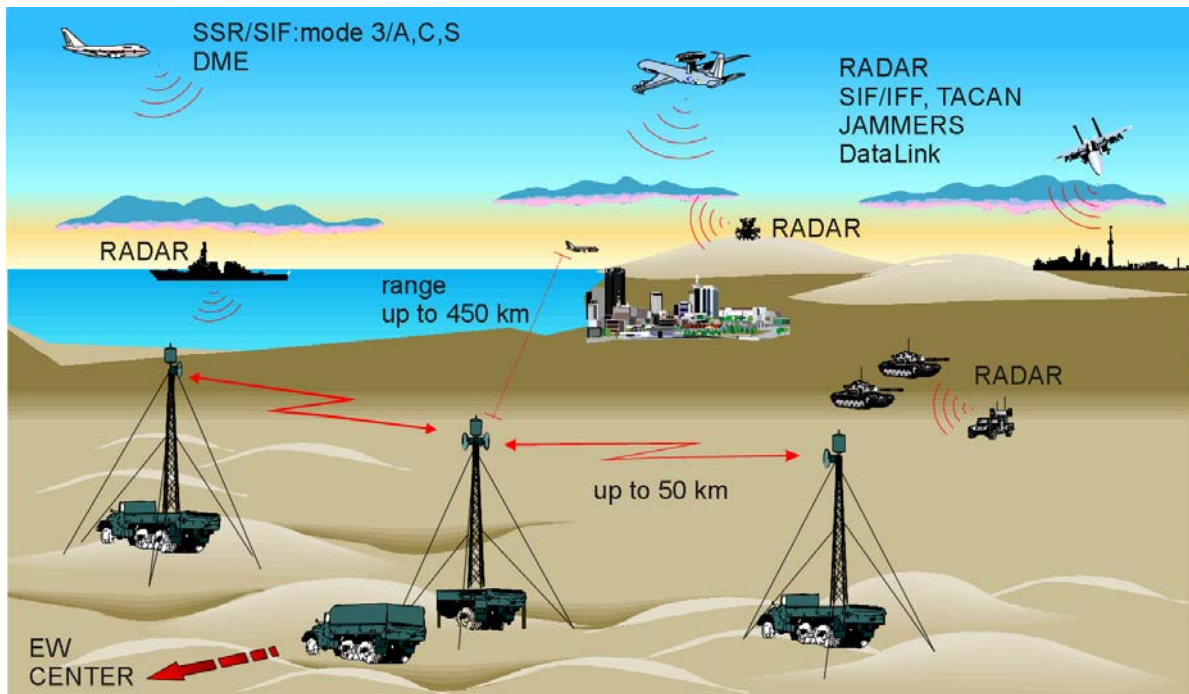 SSR/SIF:mode 3/A,C,S
DME
RADAR
SIF/IFF, TACAN
JAMMERS
DataLink
RADAR
RADAR
range
up to 450 km
RADAR
up to 50 km
EW
CENTER